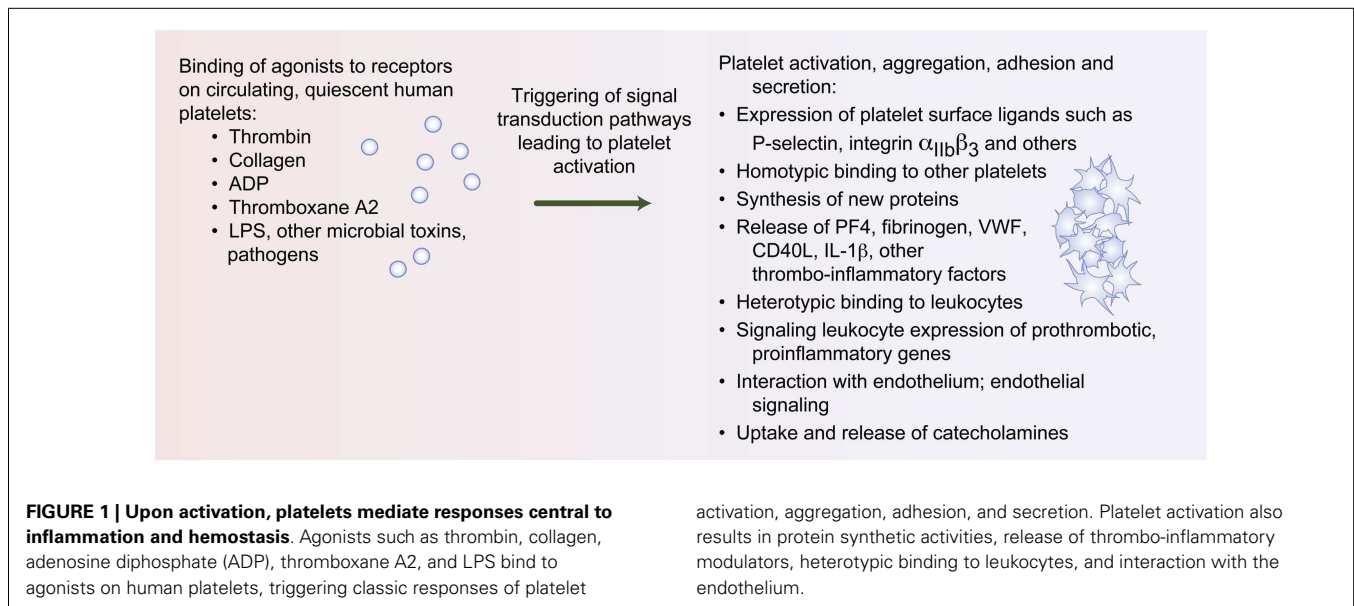 Binding of agonists to receptors
on circulating, quiescent human
platelets:
• Thrombin
• Collagen
• ADP
• Thromboxane A2
• LPS, other microbial toxins,
pathogens
Triggering of signal
transduction pathways
leading to platelet
activation
Platelet activation, aggregation, adhesion and
secretion:
• Expression of platelet surface ligands such as
P-selectin, integrin αIIbβ3 and others
• Homotypic binding to other platelets
• Synthesis of new proteins
• Release of PF4, fibrinogen, VWF,
CD40L, IL-1β, other
thrombo-inflammatory factors
• Heterotypic binding to leukocytes
• Signaling leukocyte expression of prothrombotic,
proinflammatory genes
• Interaction with endothelium; endothelial
signaling
• Uptake and release of catecholamines
FIGURE 1 | Upon activation, platelets mediate responses central to
inflammation and hemostasis. Agonists such as thrombin, collagen,
adenosine diphosphate (ADP), thromboxane A2, and LPS bind to
agonists on human platelets, triggering classic responses of platelet
activation, aggregation, adhesion, and secretion. Platelet activation also
results in protein synthetic activities, release of thrombo-inflammatory
modulators, heterotypic binding to leukocytes, and interaction with the
endothelium.